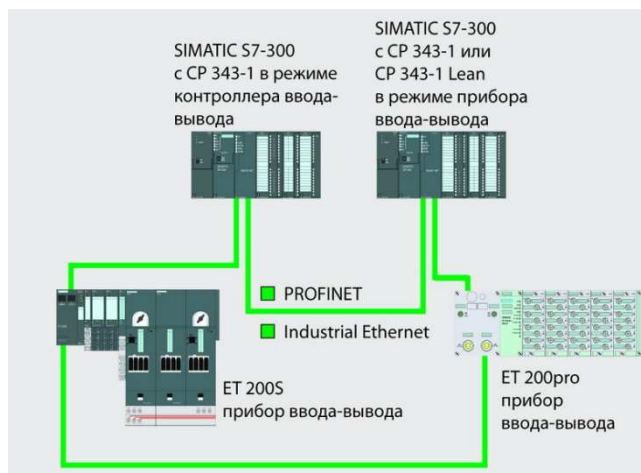 SIMATIC S7-300
с CP 343-1 в режиме
контроллера ввода-
вывода
SIMATIC S7-300
с CP 343-1 или
CP 343-1 Lean
в режиме прибора
ввода-вывода
PROFINET
Industrial Ethernet
ET 200S
прибор ввода-вывода
ET 200pro
прибор
ввода-вывода